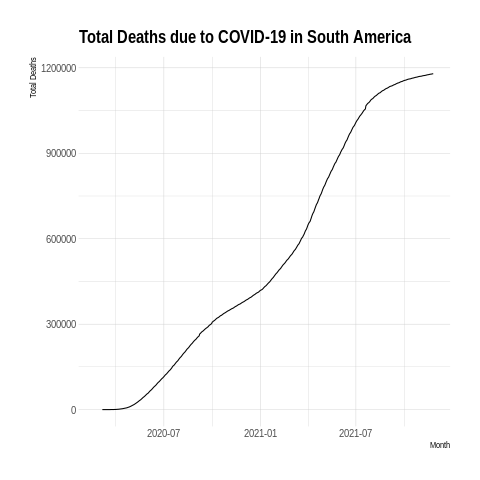 Total Deaths due to COVID-19 in South America
Total Deaths
1200000
900000
600000
300000
0
2020-07 2021-01 2021-07
Month